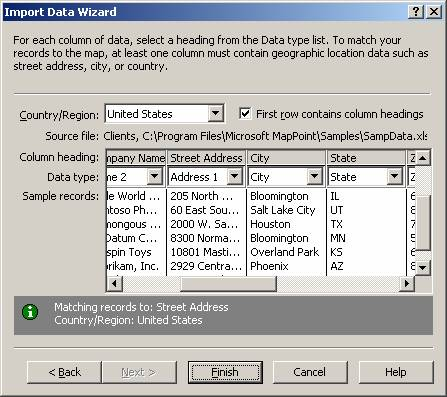 Import Data Wizard
For each column of data, select a heading from the Data type list. To match your
records to the map, at least one column must contain geographic location data such as
street address, city, or country.
Country/Region: United States First row contains column headings
Source file: Clients, C:\Program Files\Microsoft MapPoint\Samples\SampData.xls
Column heading: mpany Name Street Address City State Z
Data type: me 2 Address 1 City State
Sample records: le World ... 205 North ... Bloomington IL 6
ntoso Ph... 60 East Sou... Salt Lake City UT 8
mongous ... 2000 W. Sa... Houston TX 7
Datum C... 8300 Norma... Bloomington MN 5
spin Toys 10801 Masti... Overland Park KS 6
rikam, Inc. 2929 Centra... Phoenix AZ 8
Matching records to: Street Address
Country/Region: United States
< Back Next > Finish Cancel Help